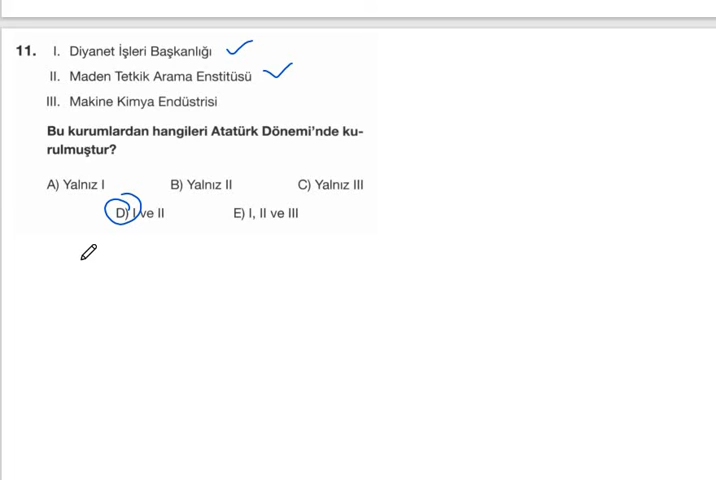 11. I. Diyanet İşleri Başkanlığı
II. Maden Tetkik Arama Enstitüsü
III. Makine Kimya Endüstrisi
Bu kurumlardan hangileri Atatürk Dönemi'nde ku-
rulmuştur?
A) Yalnız I B) Yalnız II C) Yalnız III
D) I ve II E) I, II ve III